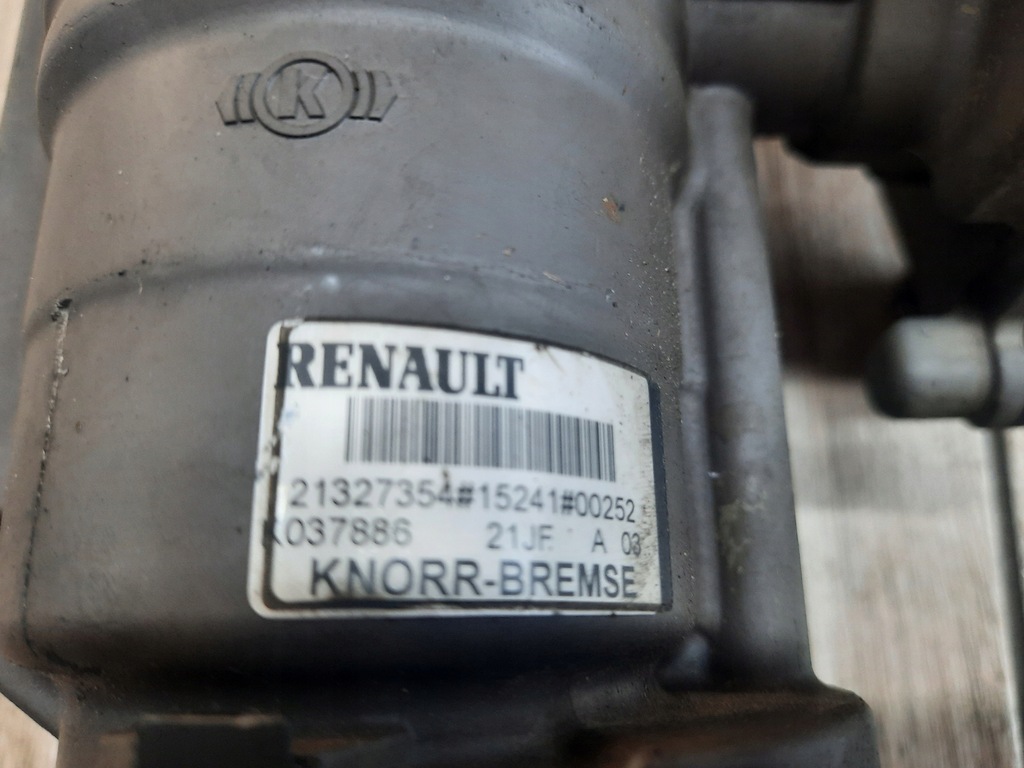 K
RENAULT
21327354#15241#00252
K037886 21JF. A 03
KNORR-BREMSE